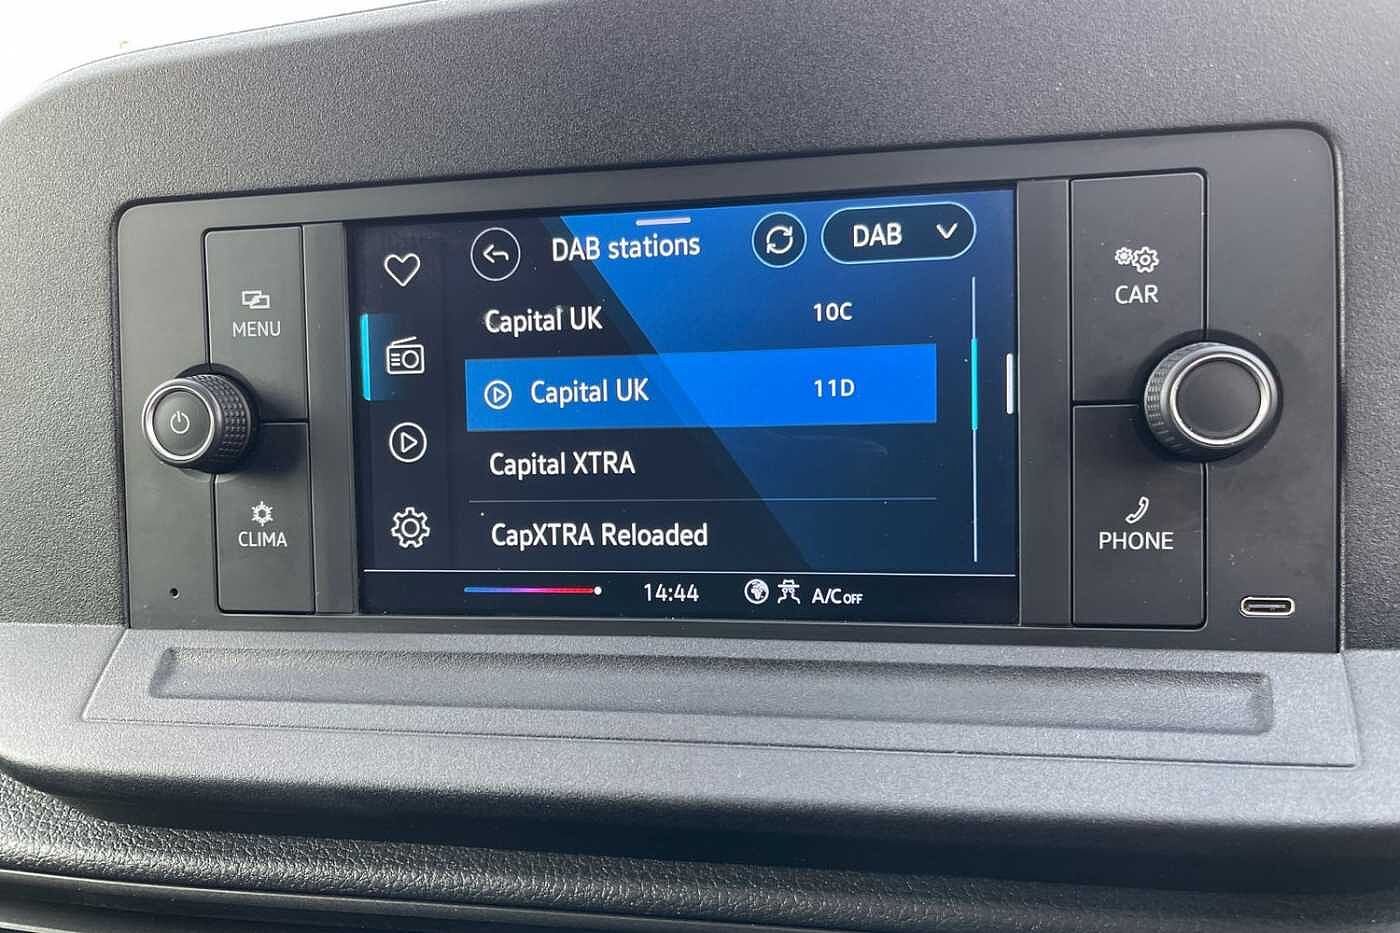 DAB stations
DAB
Capital UK 10C
Capital UK 11D
Capital XTRA
CapXTRA Reloaded
14:44 A/C OFF
MENU
CLIMA
CAR
PHONE